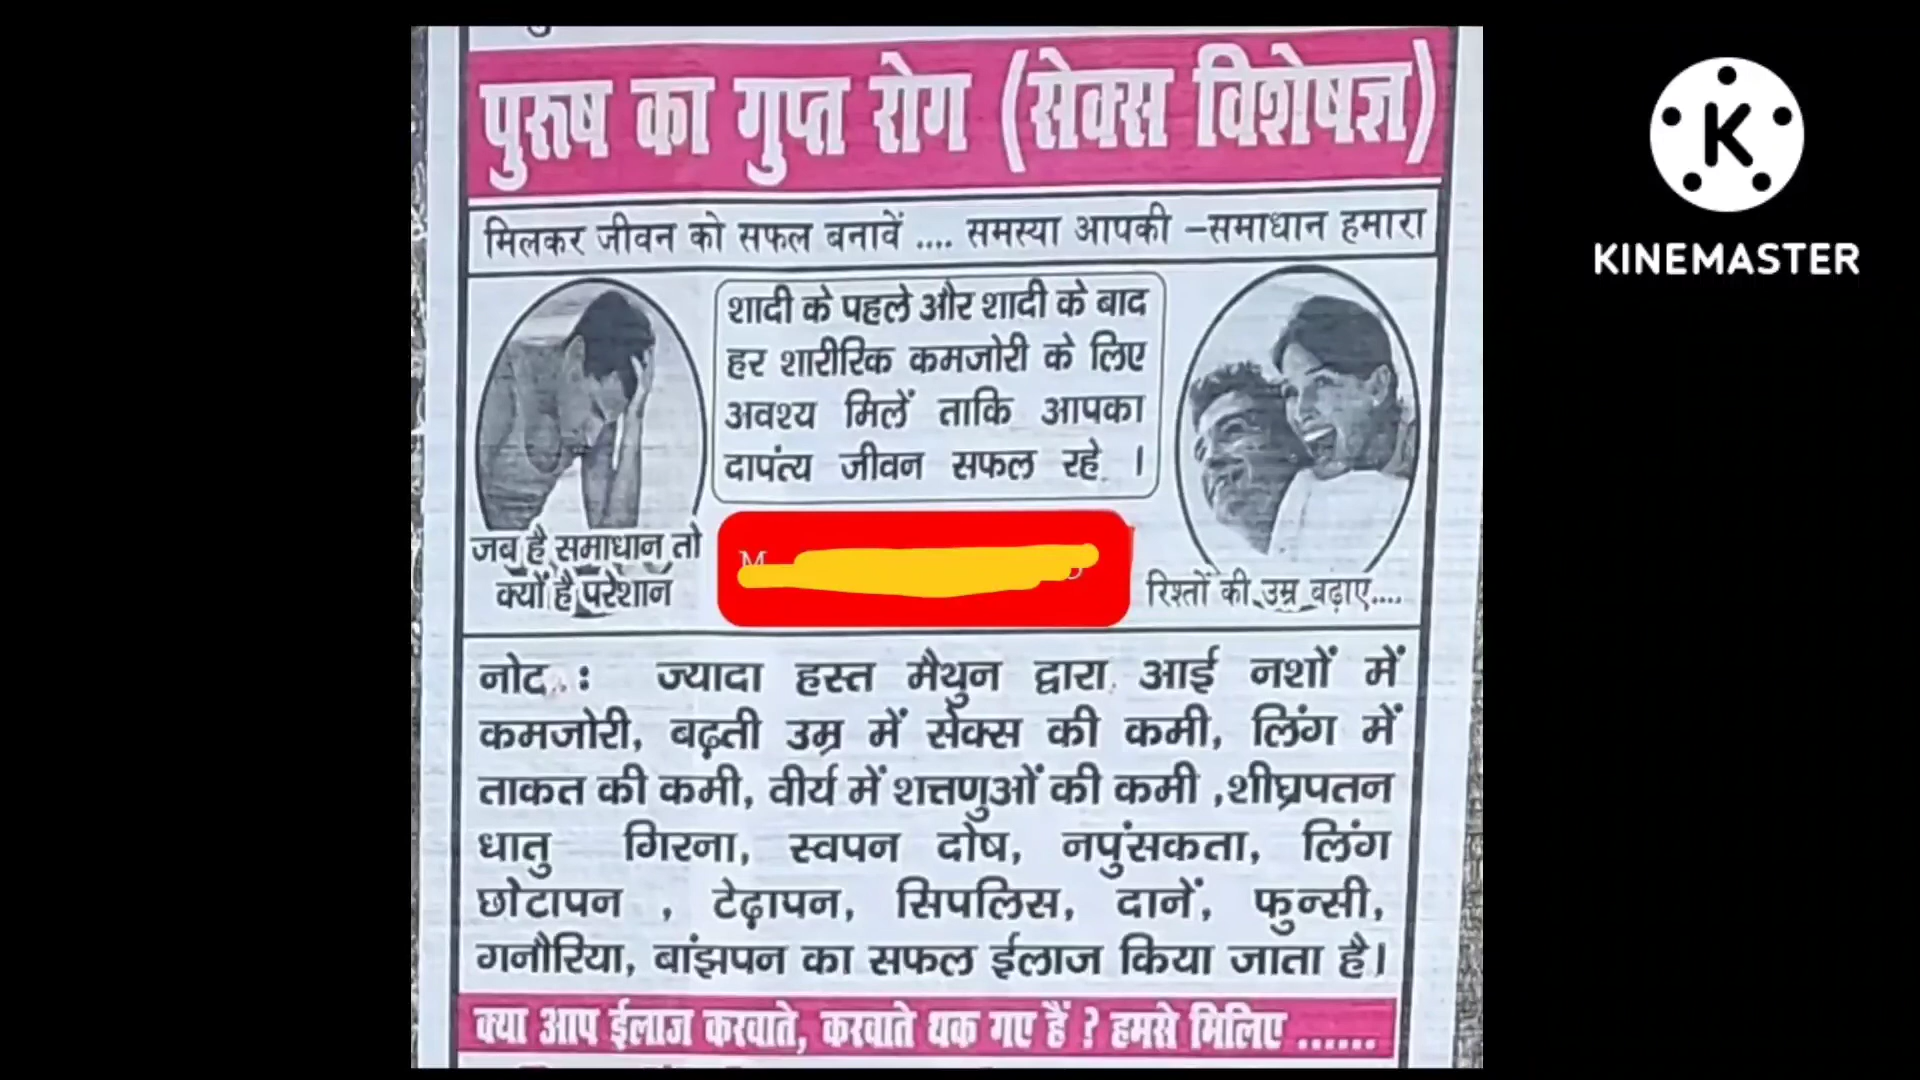 पुरुष का गुप्त रोग (सेक्स विशेषज्ञ)
मिलकर जीवन को सफल बनावें .... समस्या आपकी –समाधान हमारा
शादी के पहले और शादी के बाद
हर शारीरिक कमजोरी के लिए
अवश्य मिलें ताकि आपका
दापंत्य जीवन सफल रहे ।
जब है समाधान तो
क्यों है परेशान
M
रिश्तों की उम्र बढ़ाए....
नोट : ज्यादा हस्त मैथुन द्वारा आई नशों में
कमजोरी, बढ़ती उम्र में सेक्स की कमी, लिंग में
ताकत की कमी, वीर्य में शत्तणुओं की कमी ,शीघ्रपतन
धातु गिरना, स्वपन दोष, नपुंसकता, लिंग
छोटापन , टेढ़ापन, सिपलिस, दानें, फुन्सी,
गनौरिया, बांझपन का सफल ईलाज किया जाता है।
क्या आप ईलाज करवाते, करवाते थक गए हैं ? हमसे मिलिए ......
K
KINEMASTER